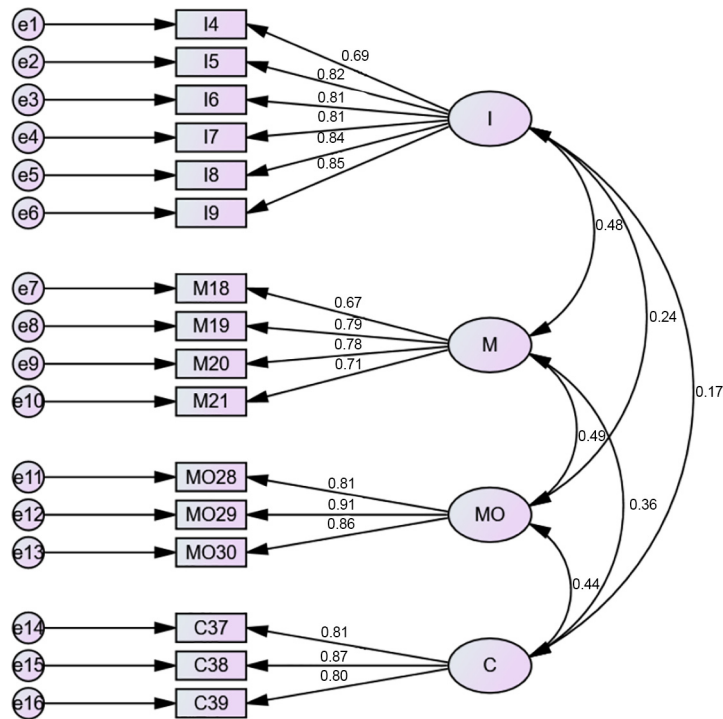 e1 I4
0.69
e2 I5
0.82
e3 I6
0.81
I
e4 I7
0.81
0.84
e5 I8
0.85
e6 I9
0.48
e7 M18
0.67
e8 M19
0.79
0.24
M
e9 M20
0.78
0.71
e10 M21
0.17
0.49
e11 MO28
0.81
e12 MO29
0.91
MO
0.36
e13 MO30
0.86
0.44
e14 C37
0.81
e15 C38
0.87
C
0.80
e16 C39